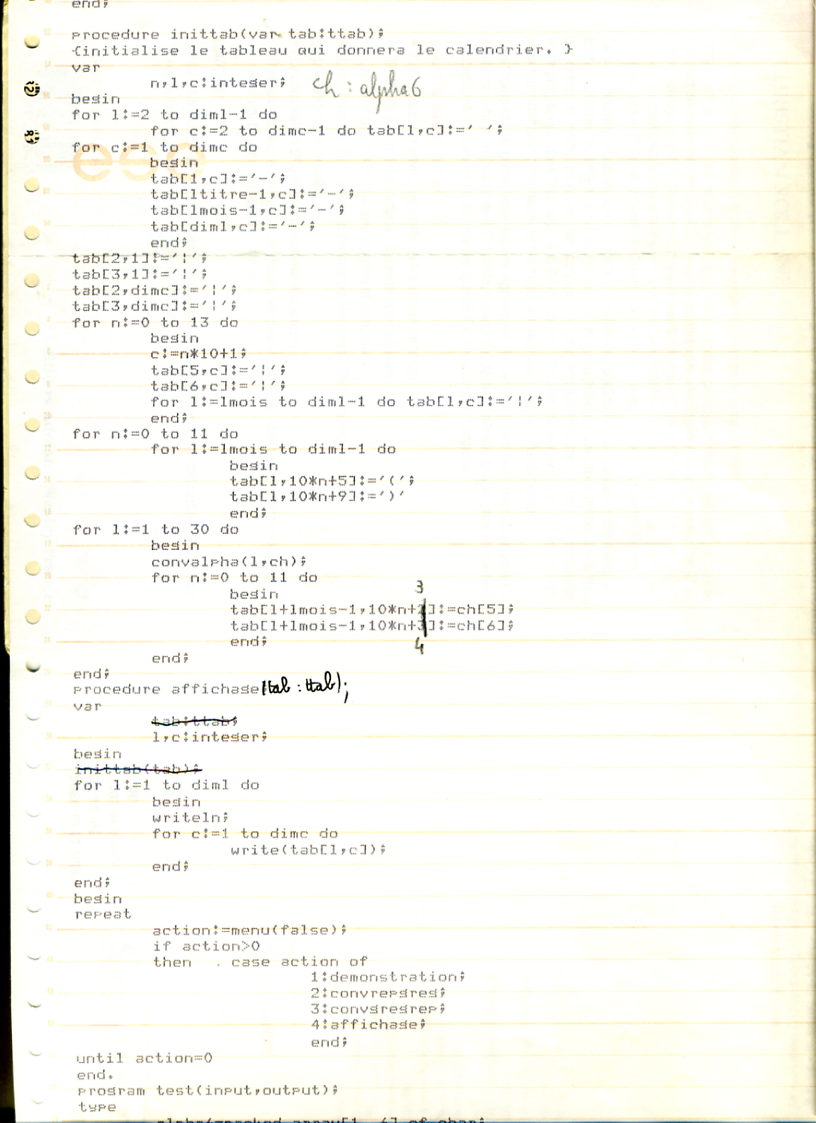 end;
procedure inittab(var tab:ttab);
{initialise le tableau qui donnera le calendrier. }
var
n,l,c:integer; ch : alpha6
begin
for l:=2 to diml-1 do
for c:=2 to dimc-1 do tab[l,c]:=' ';
for c:=1 to dimc do
begin
tab[1,c]:='-';
tab[ltitre-1,c]:='-';
tab[lmois-1,c]:='-';
tab[diml,c]:='-';
end;
tab[2,1]:='|';
tab[3,1]:='|';
tab[2,dimc]:='|';
tab[3,dimc]:='|';
for n:=0 to 13 do
begin
c:=n*10+1;
tab[5,c]:='|';
tab[6,c]:='|';
for l:=lmois to diml-1 do tab[l,c]:='|';
end;
for n:=0 to 11 do
for l:=lmois to diml-1 do
begin
tab[l,10*n+5]:='(';
tab[l,10*n+9]:=')'
end;
for l:=1 to 30 do
begin
convalpha(l,ch);
for n:=0 to 11 do
3
begin
tab[l+lmois-1,10*n+2]:=ch[5];
tab[l+lmois-1,10*n+3]:=ch[6];
end;
4
end;
end;
procedure affichage(tab : ttab);
var
tab:ttab;
l,c:integer;
begin
inittab(tab);
for l:=1 to diml do
begin
writeln;
for c:=1 to dimc do
write(tab[l,c]);
end;
end;
begin
repeat
action:=menu(false);
if action>0
then . case action of
1:demonstration;
2:convrepgreg;
3:convgregrep;
4:affichage;
end;
until action=0
end.
program test(input,output);
type
alpha=packed array[1..6] of char;